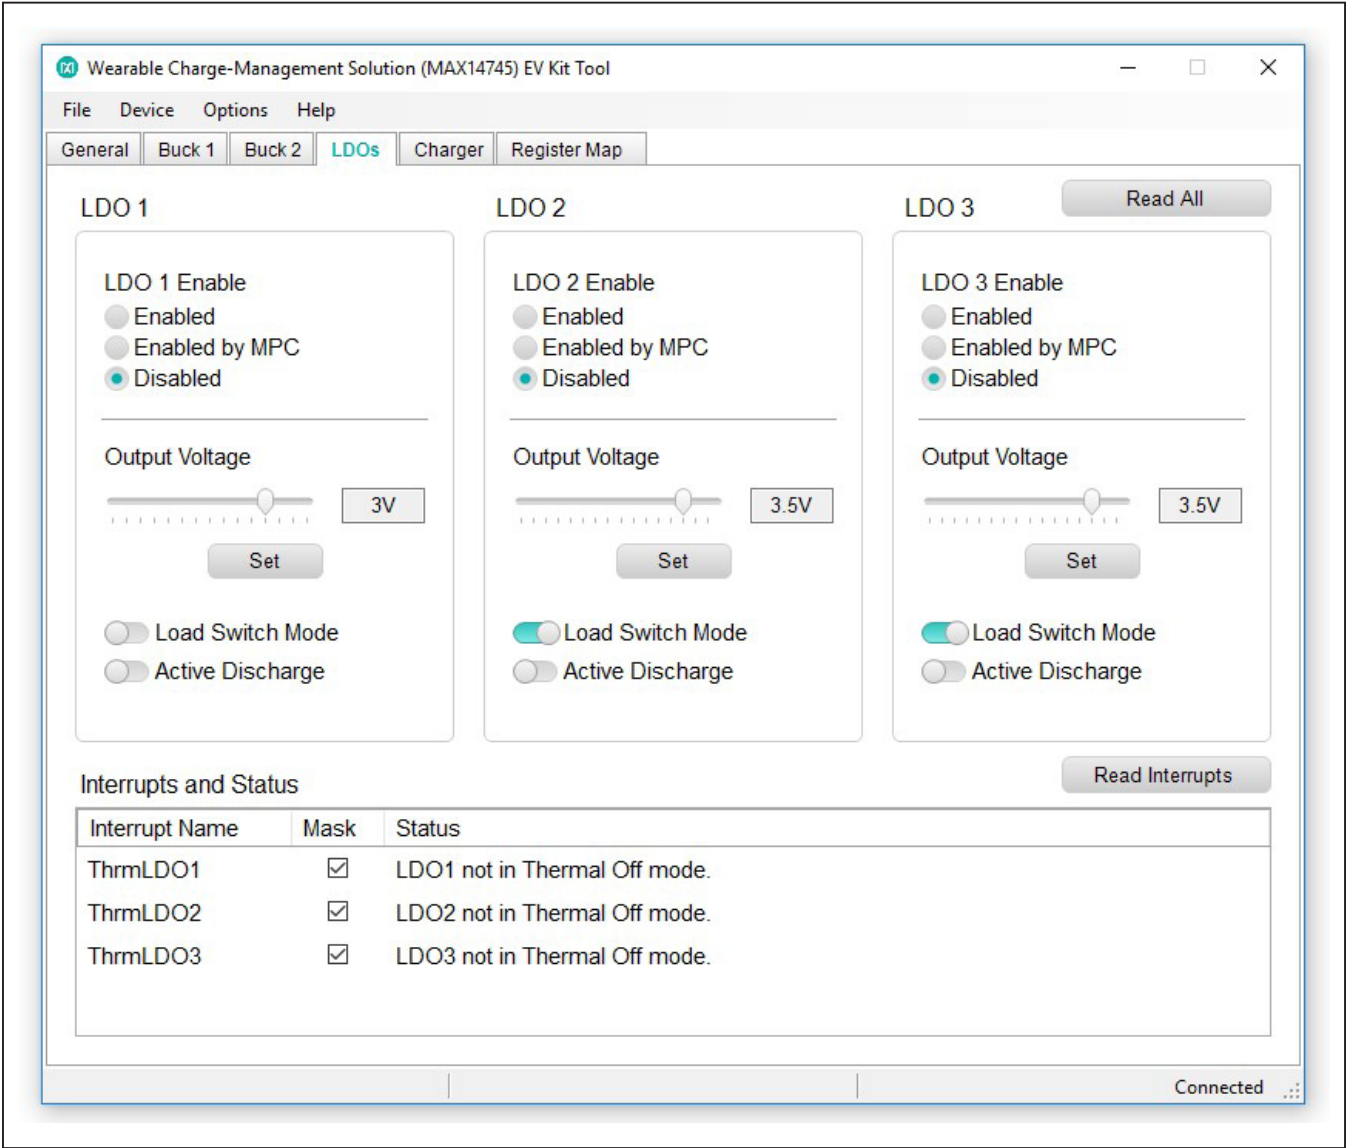 Wearable Charge-Management Solution (MAX14745) EV Kit Tool
File Device Options Help
General Buck 1 Buck 2 LDOs Charger Register Map
LDO 1 LDO 2 LDO 3 Read All
LDO 1 Enable LDO 2 Enable LDO 3 Enable
Enabled Enabled Enabled
Enabled by MPC Enabled by MPC Enabled by MPC
Disabled Disabled Disabled
Output Voltage Output Voltage Output Voltage
3V 3.5V 3.5V
Set Set Set
Load Switch Mode Load Switch Mode Load Switch Mode
Active Discharge Active Discharge Active Discharge
Interrupts and Status Read Interrupts
Interrupt Name Mask Status
ThrmLDO1 LDO1 not in Thermal Off mode.
ThrmLDO2 LDO2 not in Thermal Off mode.
ThrmLDO3 LDO3 not in Thermal Off mode.
Connected